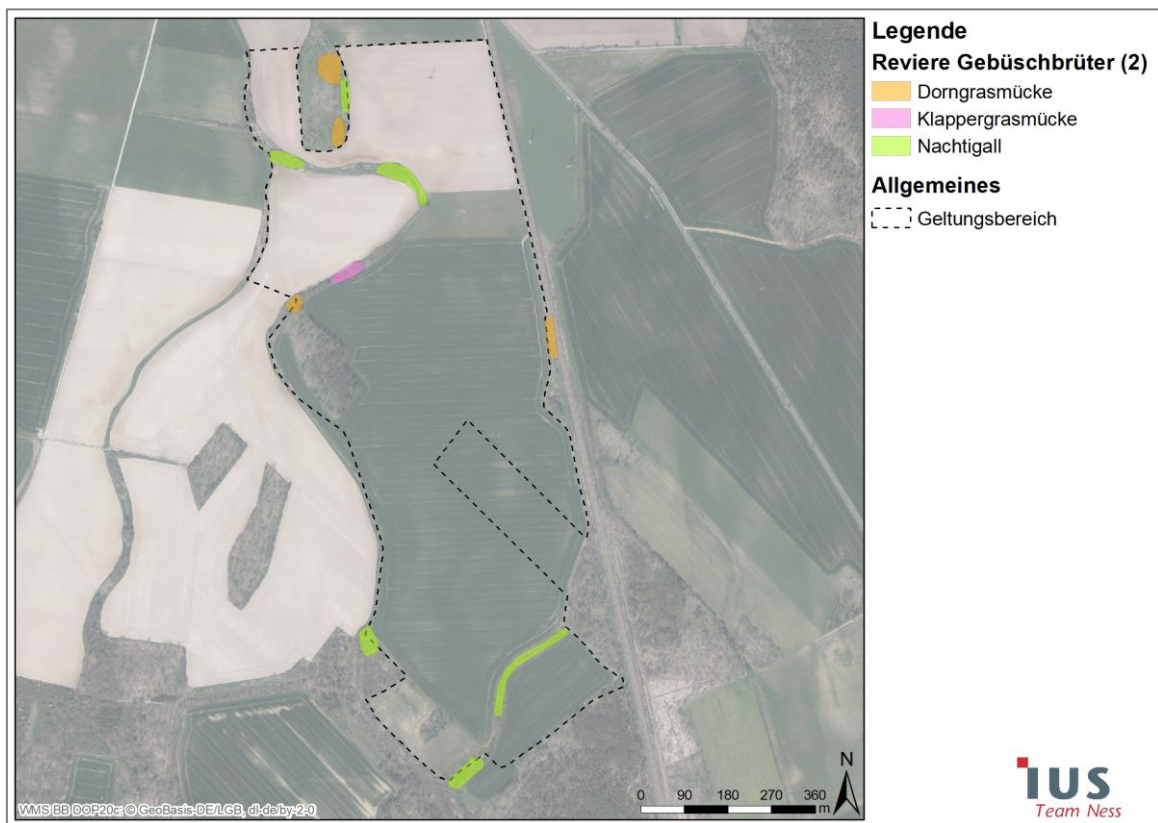 Legende
Reviere Gebüschbrüter (2)
Dorngrasmücke
Klappergrasmücke
Nachtigall
Allgemeines
Geltungsbereich
N
0 90 180 270 360
m
WMS BB DOP20c: © GeoBasis-DE/LGB, dl-de/by-2-0
IUS
Team Ness